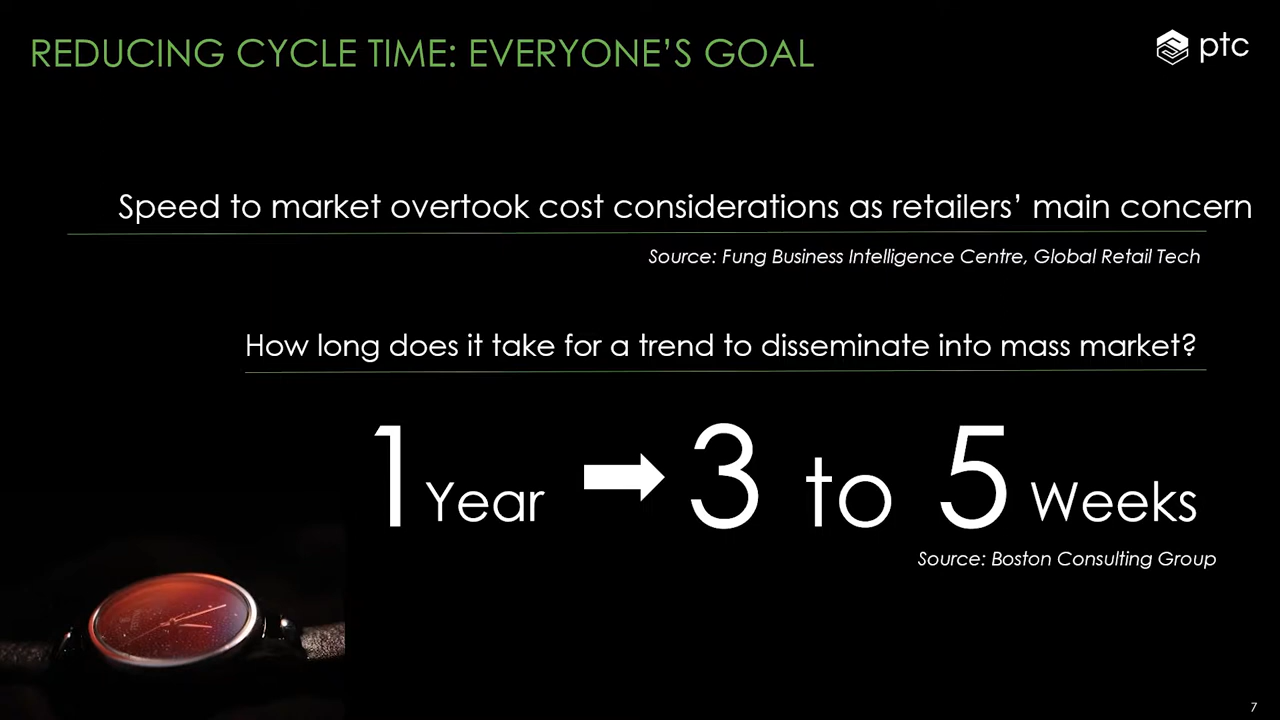 REDUCING CYCLE TIME: EVERYONE’S GOAL
ptc
Speed to market overtook cost considerations as retailers’ main concern
Source: Fung Business Intelligence Centre, Global Retail Tech
How long does it take for a trend to disseminate into mass market?
1 Year 3 to 5 Weeks
Source: Boston Consulting Group
7